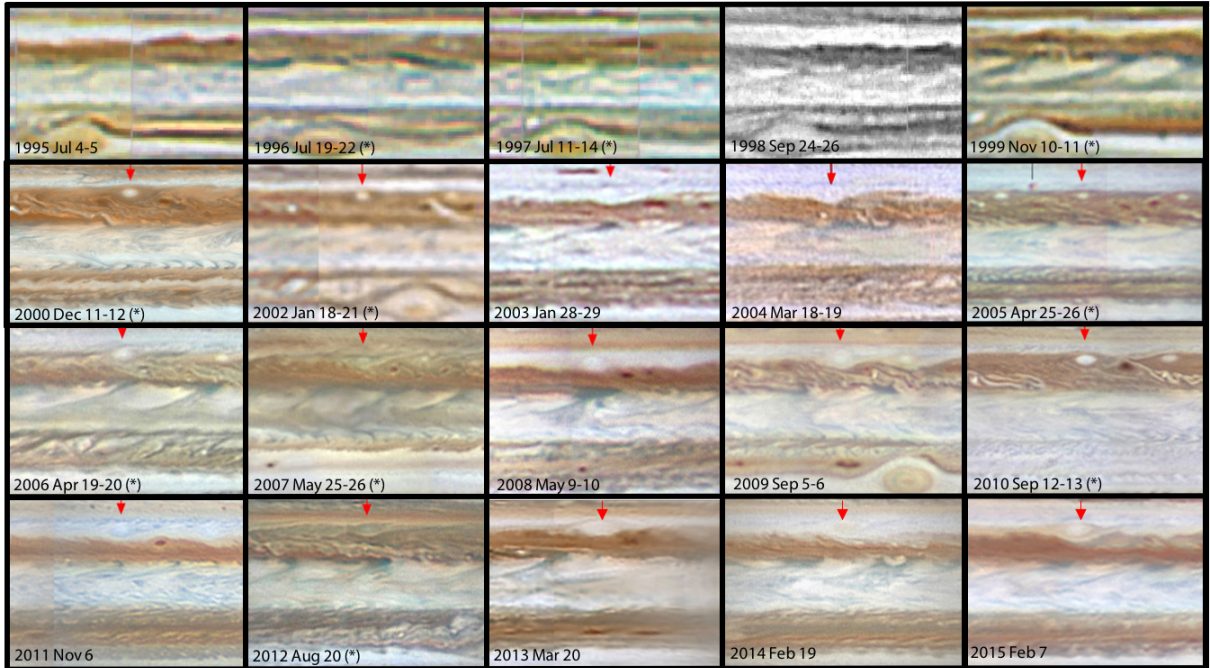 1995 Jul 4-5
1996 Jul 19-22 (*)
1997 Jul 11-14 (*)
1998 Sep 24-26
1999 Nov 10-11 (*)
2000 Dec 11-12 (*)
2002 Jan 18-21 (*)
2003 Jan 28-29
2004 Mar 18-19
2005 Apr 25-26 (*)
2006 Apr 19-20 (*)
2007 May 25-26 (*)
2008 May 9-10
2009 Sep 5-6
2010 Sep 12-13 (*)
2011 Nov 6
2012 Aug 20 (*)
2013 Mar 20
2014 Feb 19
2015 Feb 7